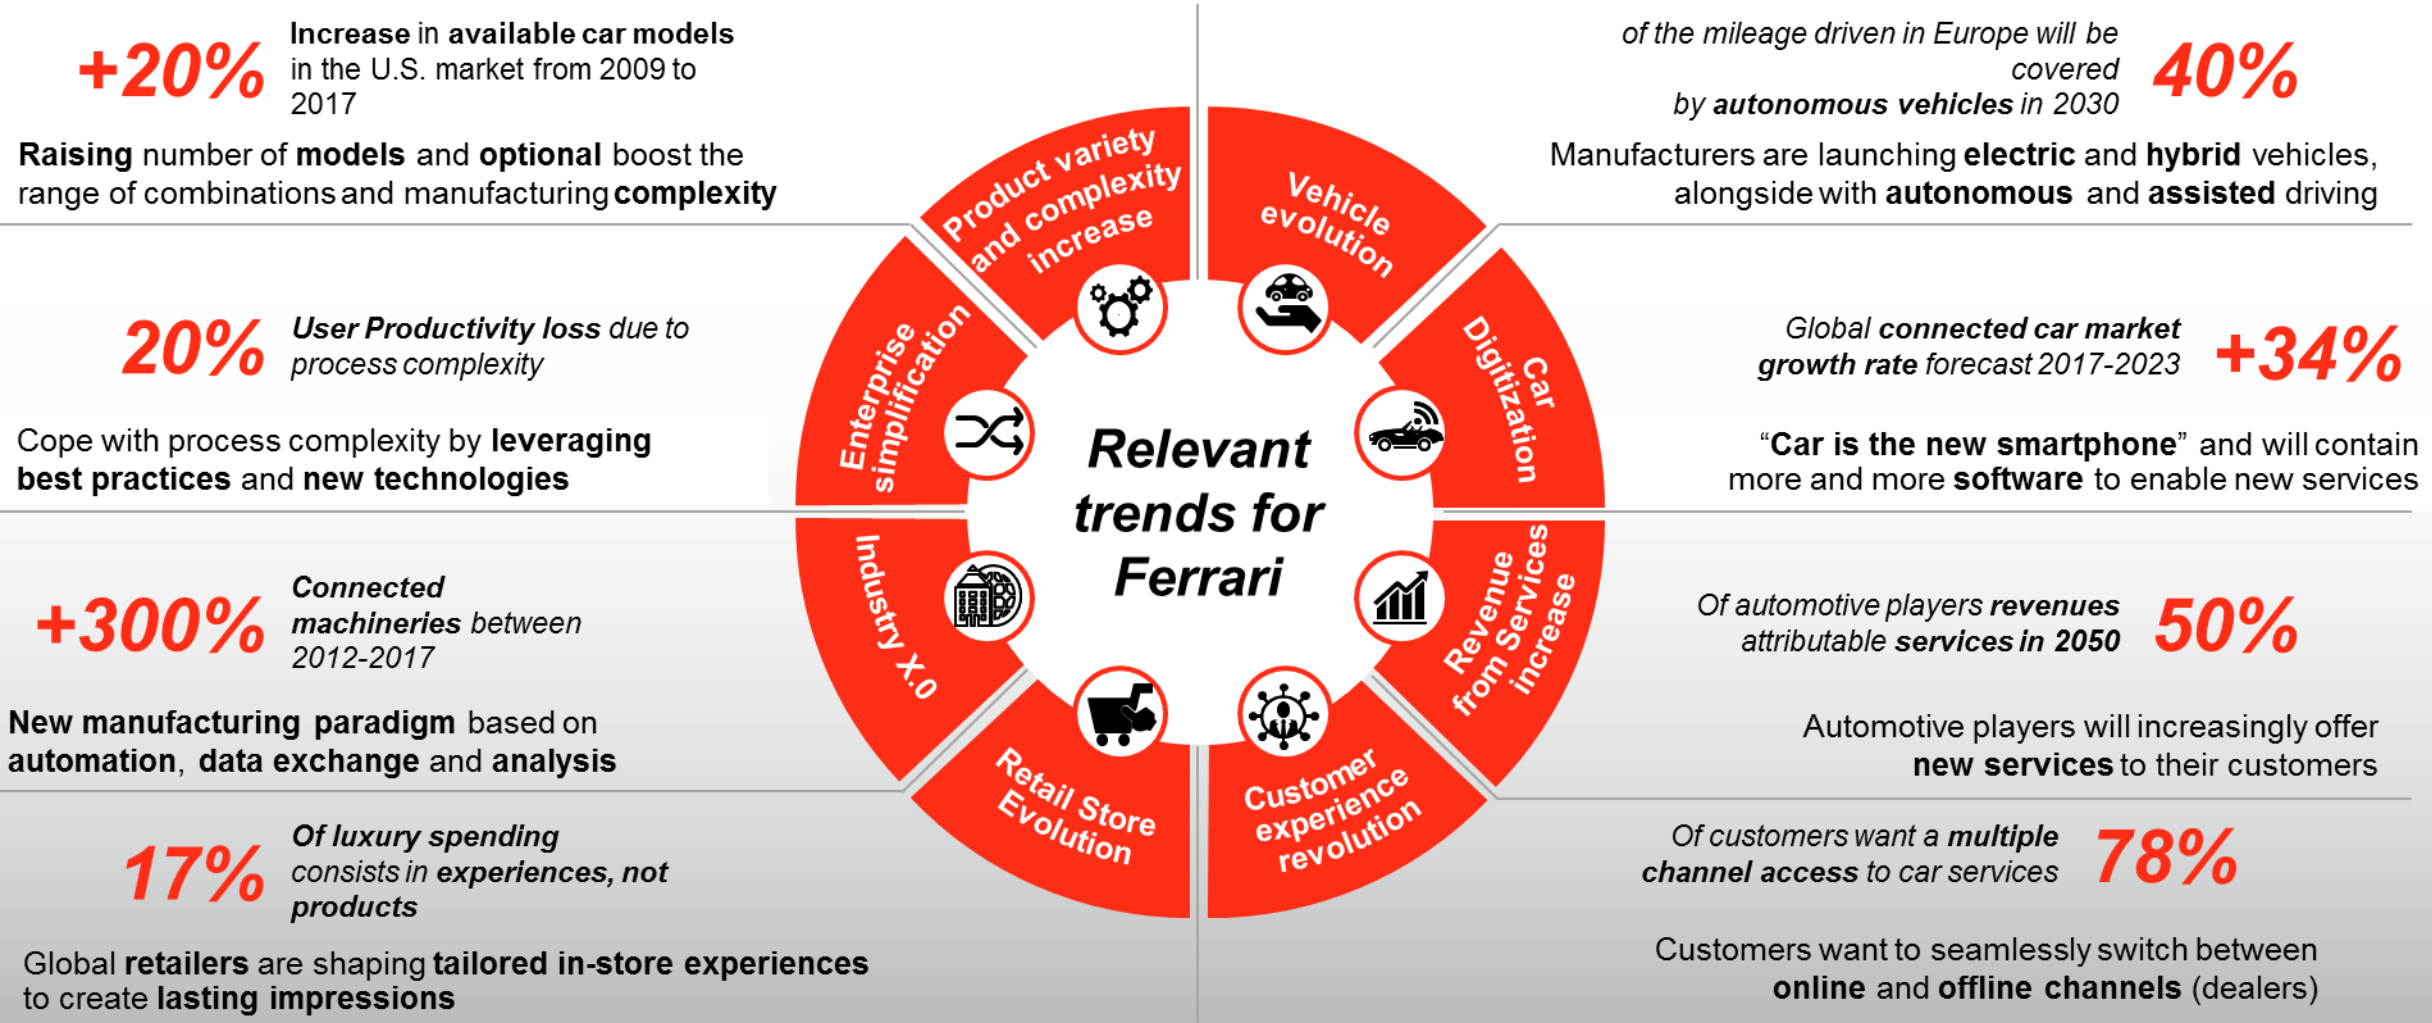 +20%
Increase in available car models
in the U.S. market from 2009 to
2017
Raising number of models and optional boost the
range of combinations and manufacturing complexity
20%
User Productivity loss due to
process complexity
Cope with process complexity by leveraging
best practices and new technologies
+300%
Connected
machineries between
2012-2017
New manufacturing paradigm based on
automation, data exchange and analysis
17%
Of luxury spending
consists in experiences, not
products
Global retailers are shaping tailored in-store experiences
to create lasting impressions
Product variety
and complexity
increase
Vehicle
evolution
Enterprise
simplification
Car
Digitization
Relevant
trends for
Ferrari
Industry X.0
Revenue
from Services
increase
Retail Store
Evolution
Customer
experience
revolution
of the mileage driven in Europe will be
covered
by autonomous vehicles in 2030
40%
Manufacturers are launching electric and hybrid vehicles,
alongside with autonomous and assisted driving
Global connected car market
growth rate forecast 2017-2023
+34%
“Car is the new smartphone” and will contain
more and more software to enable new services
Of automotive players revenues
attributable services in 2050
50%
Automotive players will increasingly offer
new services to their customers
Of customers want a multiple
channel access to car services
78%
Customers want to seamlessly switch between
online and offline channels (dealers)